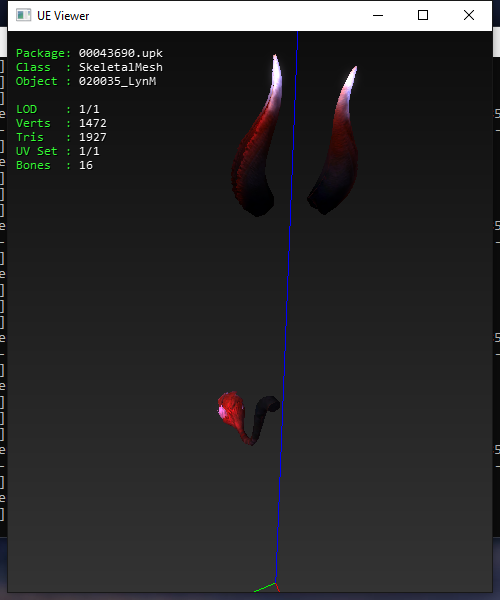 UE Viewer
Package: 00043690.upk
Class : SkeletalMesh
Object : 020035_LynM
LOD : 1/1
Verts : 1472
Tris : 1927
UV Set : 1/1
Bones : 16